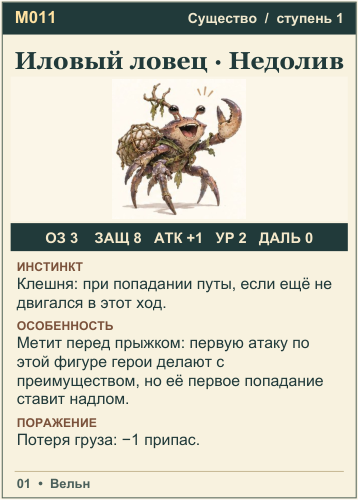 M011
Существо / ступень 1
Иловый ловец · Недолив
ОЗ 3 ЗАЩ 8 АТК +1 УР 2 ДАЛЬ 0
ИНСТИНКТ
Клешня: при попадании путы, если ещё не
двигался в этот ход.
ОСОБЕННОСТЬ
Метит перед прыжком: первую атаку по
этой фигуре герои делают с
преимуществом, но её первое попадание
ставит надлом.
ПОРАЖЕНИЕ
Потеря груза: −1 припас.
01 • Вельн